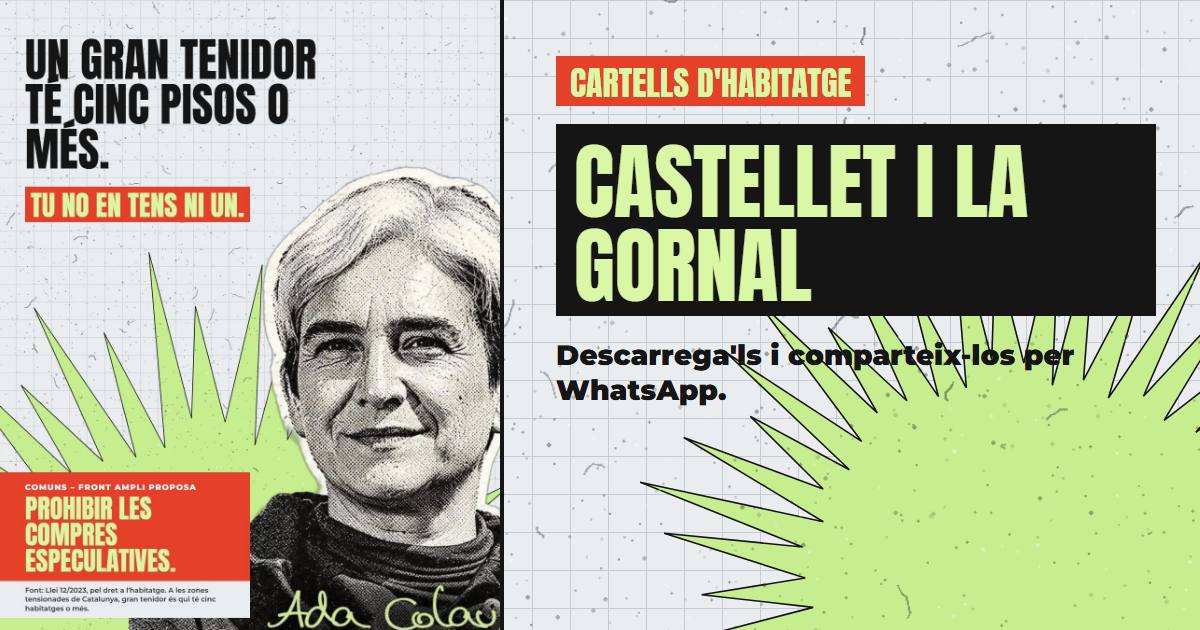 UN GRAN TENIDOR
TÉ CINC PISOS O
MÉS.
TU NO EN TENS NI UN.
COMUNS – FRONT AMPLI PROPOSA
PROHIBIR LES
COMPRES
ESPECULATIVES.
Font: Llei 12/2023, pel dret a l'habitatge. A les zones
tensionades de Catalunya, gran tenidor és qui té cinc
habitatges o més.
Ada Colau
CARTELLS D'HABITATGE
CASTELLET I LA
GORNAL
Descarrega'ls i comparteix-los per
WhatsApp.